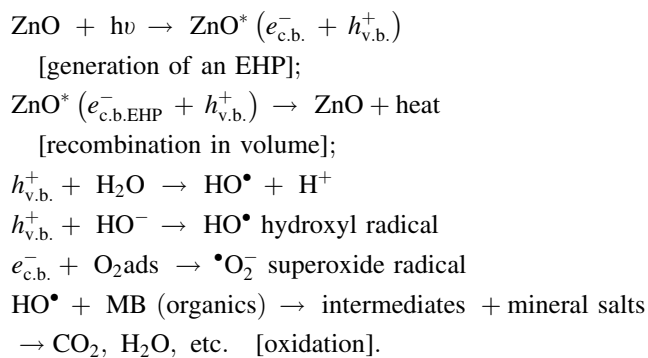 ZnO + hυ → ZnO* (e⁻c.b. + h⁺v.b.)
[generation of an EHP];
ZnO* (e⁻c.b.EHP + h⁺v.b.) → ZnO + heat
[recombination in volume];
h⁺v.b. + H₂O → HO• + H⁺
h⁺v.b. + HO⁻ → HO• hydroxyl radical
e⁻c.b. + O₂ads → •O₂⁻ superoxide radical
HO• + MB (organics) → intermediates + mineral salts
→ CO₂, H₂O, etc. [oxidation].